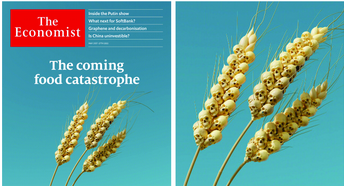 The
Economist
Inside the Putin show
What next for SoftBank?
Graphene and decarbonisation
Is China uninvestible?
The coming
food catastrophe